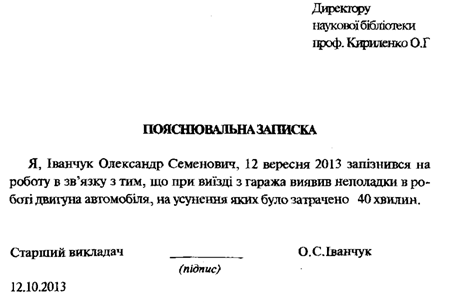 Директору
наукової бібліотеки
проф. Кириленко О.Г
ПОЯСНЮВАЛЬНА ЗАПИСКА
Я, Іванчук Олександр Семенович, 12 вересня 2013 запізнився на
роботу в зв'язку з тим, що при виїзді з гаража виявив неполадки в ро-
боті двигуна автомобіля, на усунення яких було затрачено 40 хвилин.
Старший викладач ________ О.С.Іванчук
(підпис)
12.10.2013